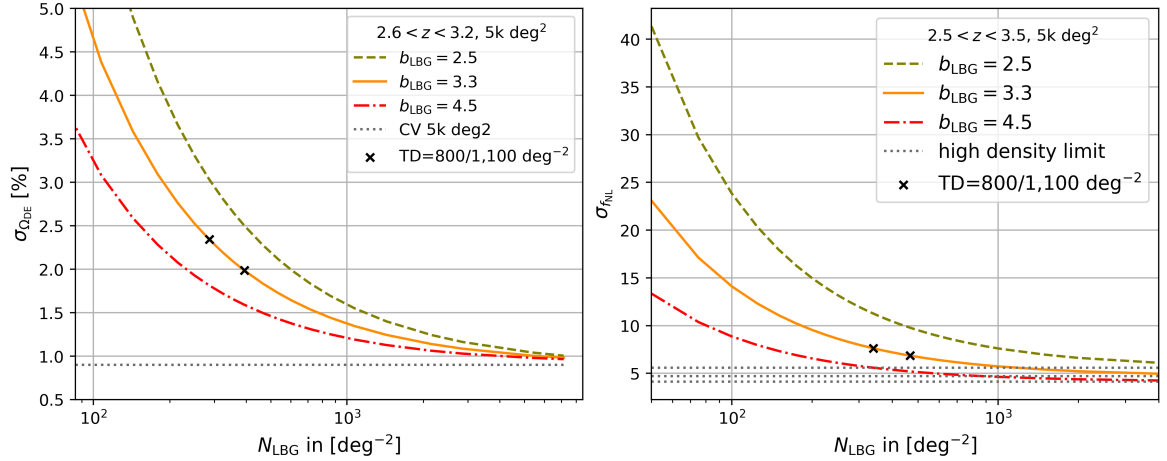 5.0
4.5
4.0
3.5
3.0
2.5
2.0
1.5
1.0
0.5
10²
10³
σ_Ω_DE [%]
N_LBG in [deg⁻²]
2.6 < z < 3.2, 5k deg²
b_LBG = 2.5
b_LBG = 3.3
b_LBG = 4.5
CV 5k deg2
TD=800/1,100 deg⁻²
40
35
30
25
20
15
10
5
10²
10³
σ_f_NL
N_LBG in [deg⁻²]
2.5 < z < 3.5, 5k deg²
b_LBG = 2.5
b_LBG = 3.3
b_LBG = 4.5
high density limit
TD=800/1,100 deg⁻²